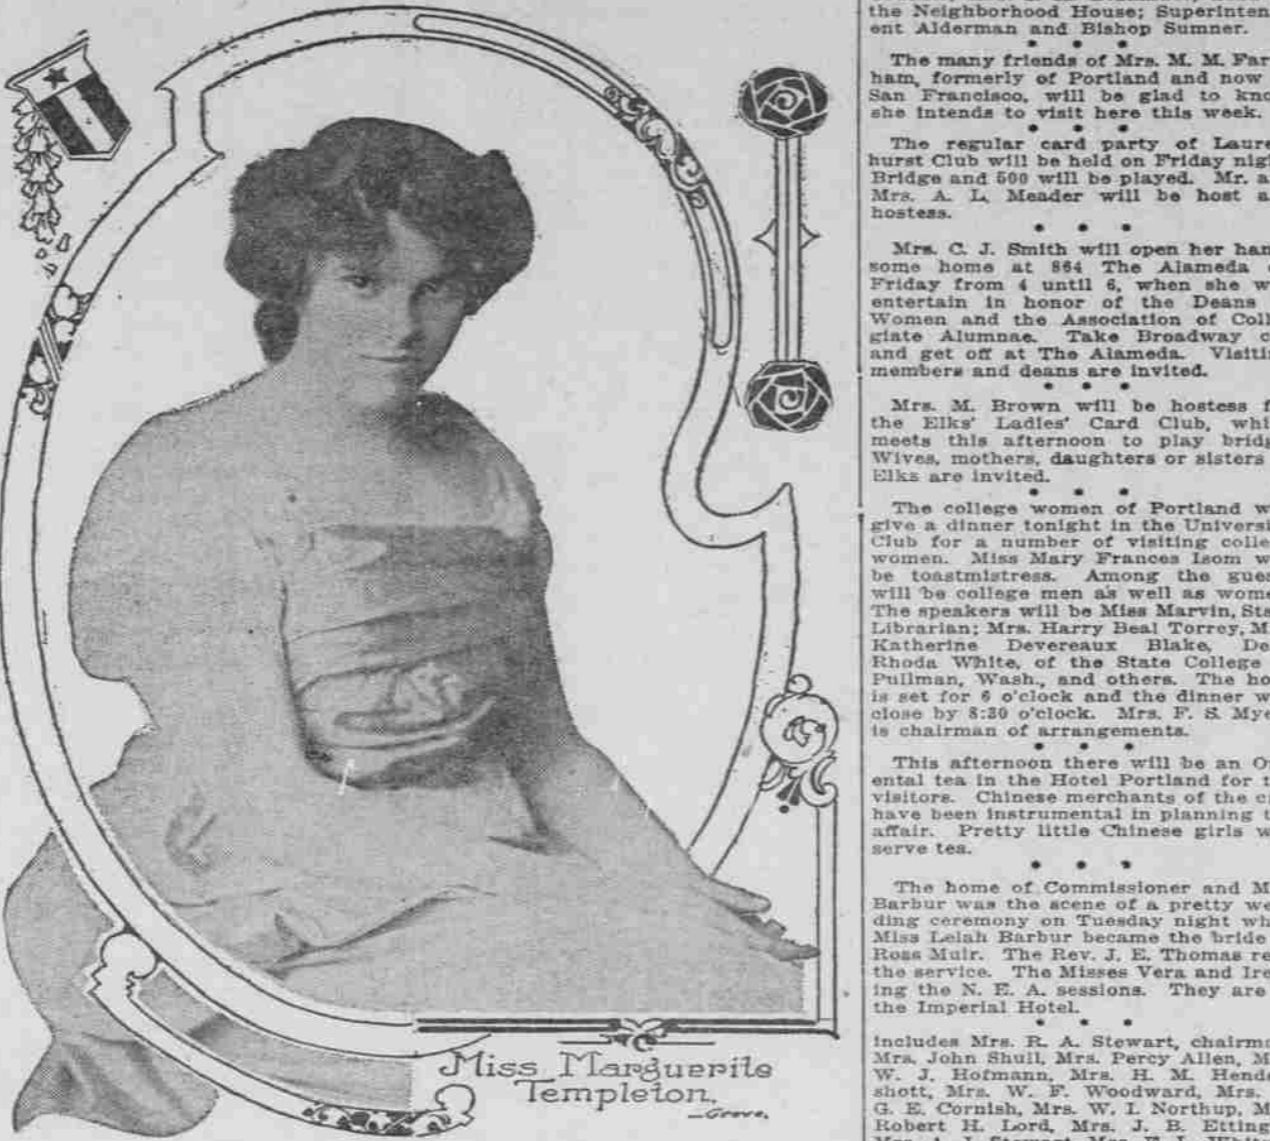 Miss Marguerite
Templeton.
Grove.
the Neighborhood House; Superinten
ent Alderman and Bishop Sumner.
The many friends of Mrs. M. M. Far
ham, formerly of Portland and now
San Francisco, will be glad to kno
she intends to visit here this week.
The regular card party of Laure
hurst Club will be held on Friday nigh
Bridge and 500 will be played. Mr. a
Mrs. A. L. Meader will be host a
hostess.
Mrs. C. J. Smith will open her han
some home at 864 The Alameda o
Friday from 4 until 6, when she w
entertain in honor of the Deans
Women and the Association of Coll
giate Alumnae. Take Broadway c
and get off at The Alameda. Visitin
members and deans are invited.
Mrs. M. Brown will be hostess f
the Elks' Ladies' Card Club, whi
meets this afternoon to play bridg
Wives, mothers, daughters or sisters
Elks are invited.
The college women of Portland w
give a dinner tonight in the Universi
Club for a number of visiting colle
women. Miss Mary Frances Isom w
be toastmistress. Among the gues
will be college men as well as wome
The speakers will be Miss Marvin, Sta
Librarian; Mrs. Harry Beal Torrey, M
Katherine Devereaux Blake, De
Rhoda White, of the State College
Pullman, Wash., and others. The ho
is set for 6 o'clock and the dinner w
close by 8:30 o'clock. Mrs. F. S. Mye
is chairman of arrangements.
This afternoon there will be an Or
ental tea in the Hotel Portland for t
visitors. Chinese merchants of the ci
have been instrumental in planning t
affair. Pretty little Chinese girls w
serve tea.
The home of Commissioner and M
Barbur was the scene of a pretty we
ding ceremony on Tuesday night wh
Miss Leiah Barbur became the bride
Ross Muir. The Rev. J. E. Thomas re
the service. The Misses Vera and Ire
ing the N. E. A. sessions. They are
the Imperial Hotel.
includes Mrs. R. A. Stewart, chairma
Mrs. John Shull, Mrs. Percy Allen, M
W. J. Hofmann, Mrs. H. M. Hende
shott, Mrs. W. F. Woodward, Mrs.
G. E. Cornish, Mrs. W. I. Northup, M
Robert H. Lord, Mrs. J. B. Etting